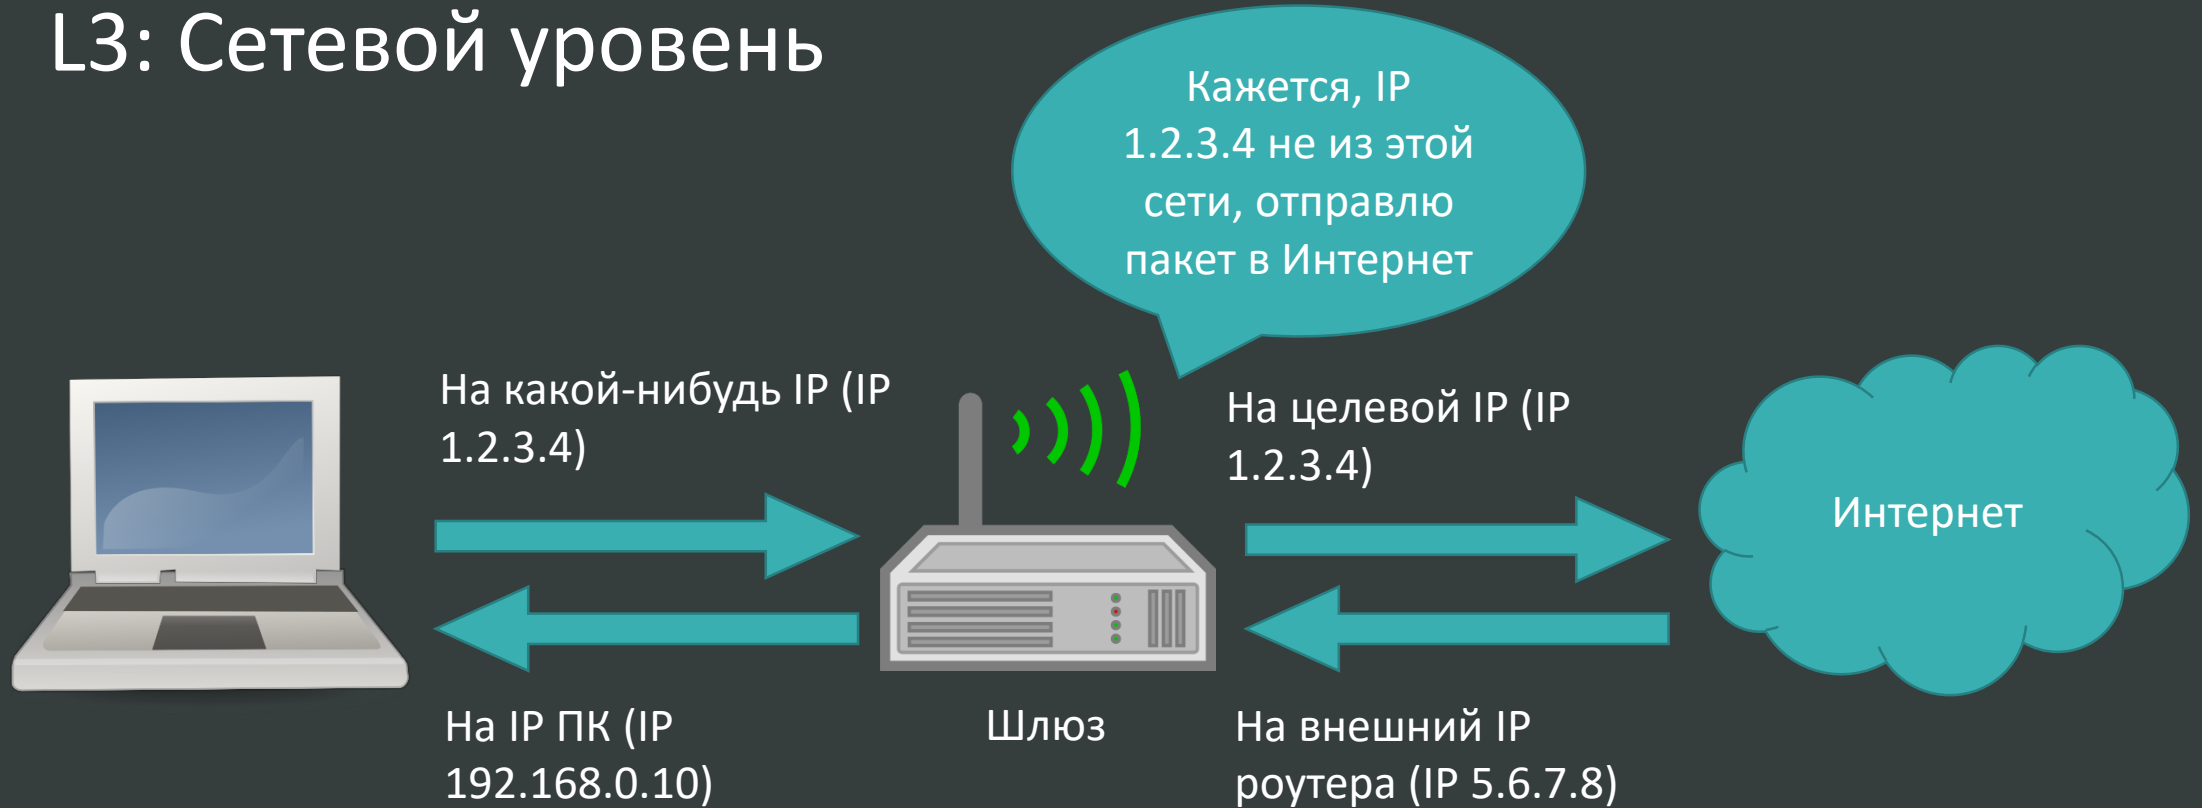 L3: Сетевой уровень
Кажется, IP
1.2.3.4 не из этой
сети, отправлю
пакет в Интернет
На какой-нибудь IP (IP
1.2.3.4)
На целевой IP (IP
1.2.3.4)
Интернет
На IP ПК (IP
192.168.0.10)
Шлюз
На внешний IP
роутера (IP 5.6.7.8)